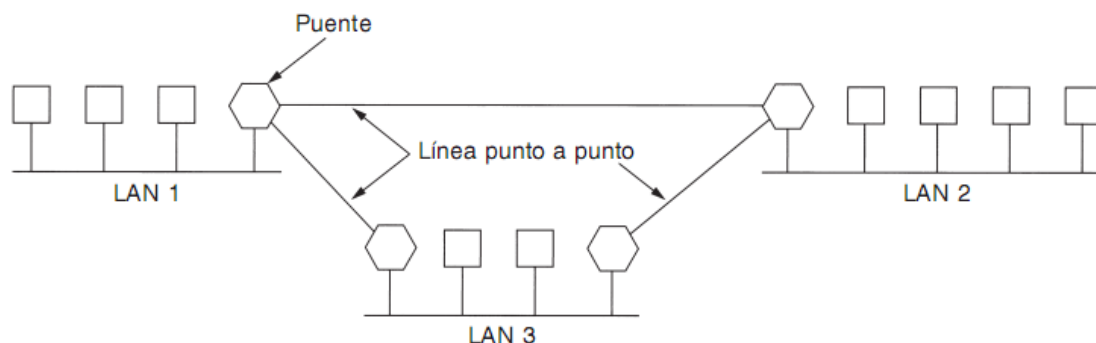 Puente
Línea punto a punto
LAN 1
LAN 2
LAN 3